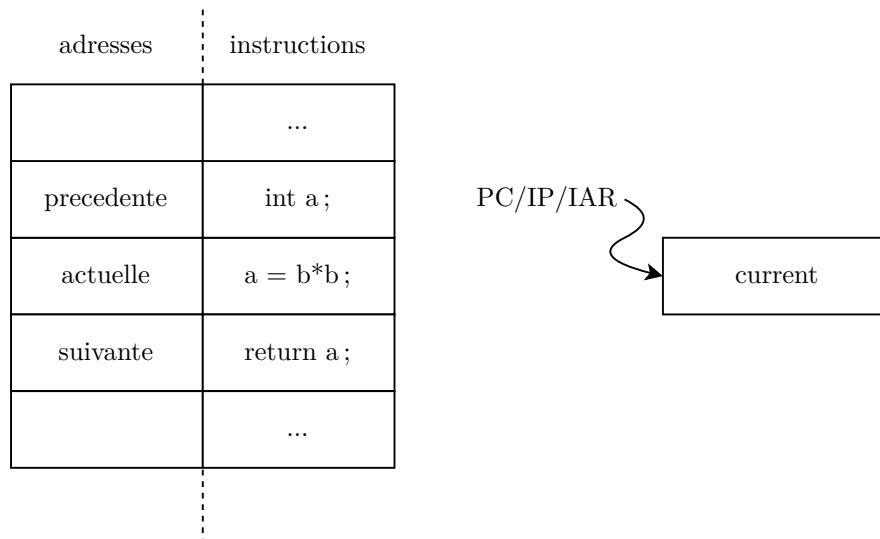 adresses instructions
...
precedente int a ;
PC/IP/IAR
actuelle a = b*b ;
current
suivante return a ;
...